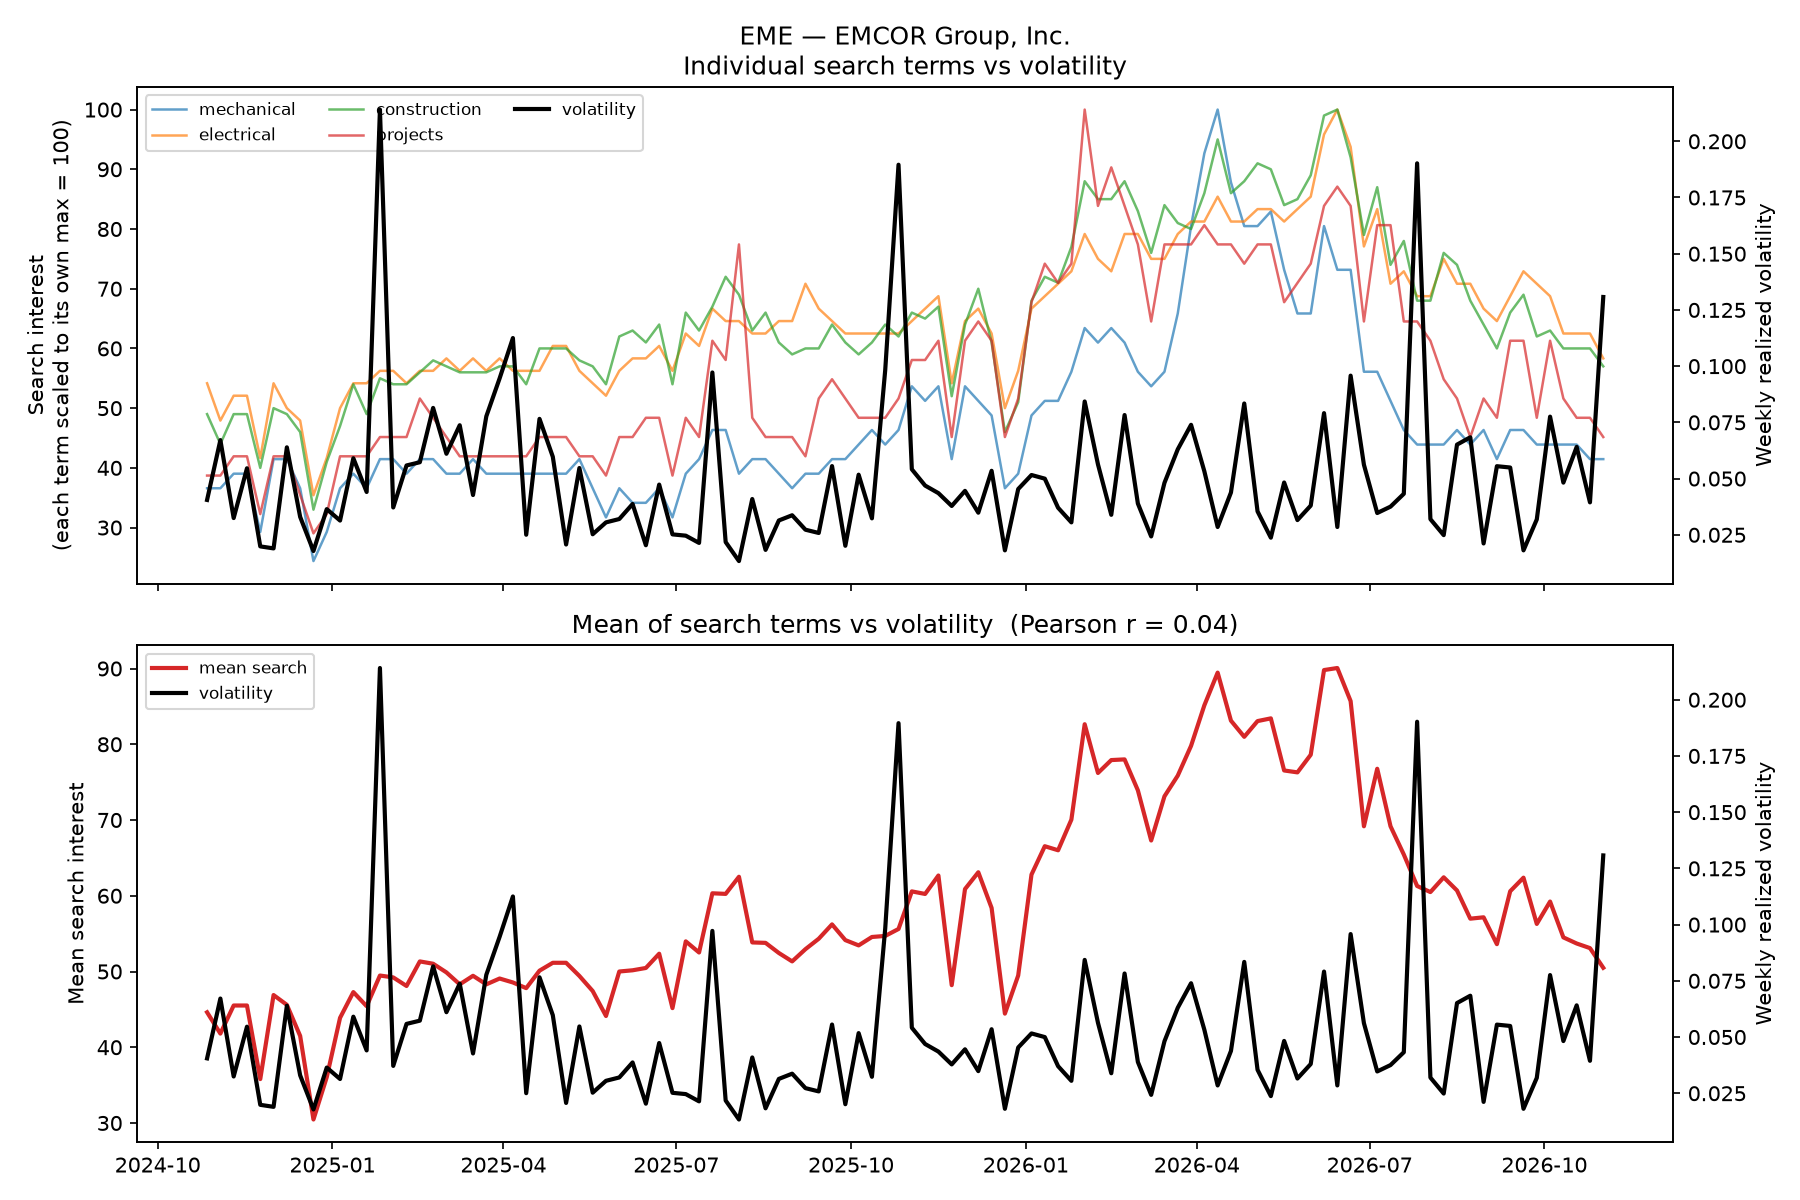 EME — EMCOR Group, Inc.
Individual search terms vs volatility
mechanical
electrical
construction
projects
volatility
Search interest
(each term scaled to its own max = 100)
100
90
80
70
60
50
40
30
0.200
0.175
0.150
0.125
0.100
0.075
0.050
0.025
Weekly realized volatility
Mean of search terms vs volatility (Pearson r = 0.04)
mean search
volatility
Mean search interest
90
80
70
60
50
40
30
0.200
0.175
0.150
0.125
0.100
0.075
0.050
0.025
Weekly realized volatility
2024-10
2025-01
2025-04
2025-07
2025-10
2026-01
2026-04
2026-07
2026-10